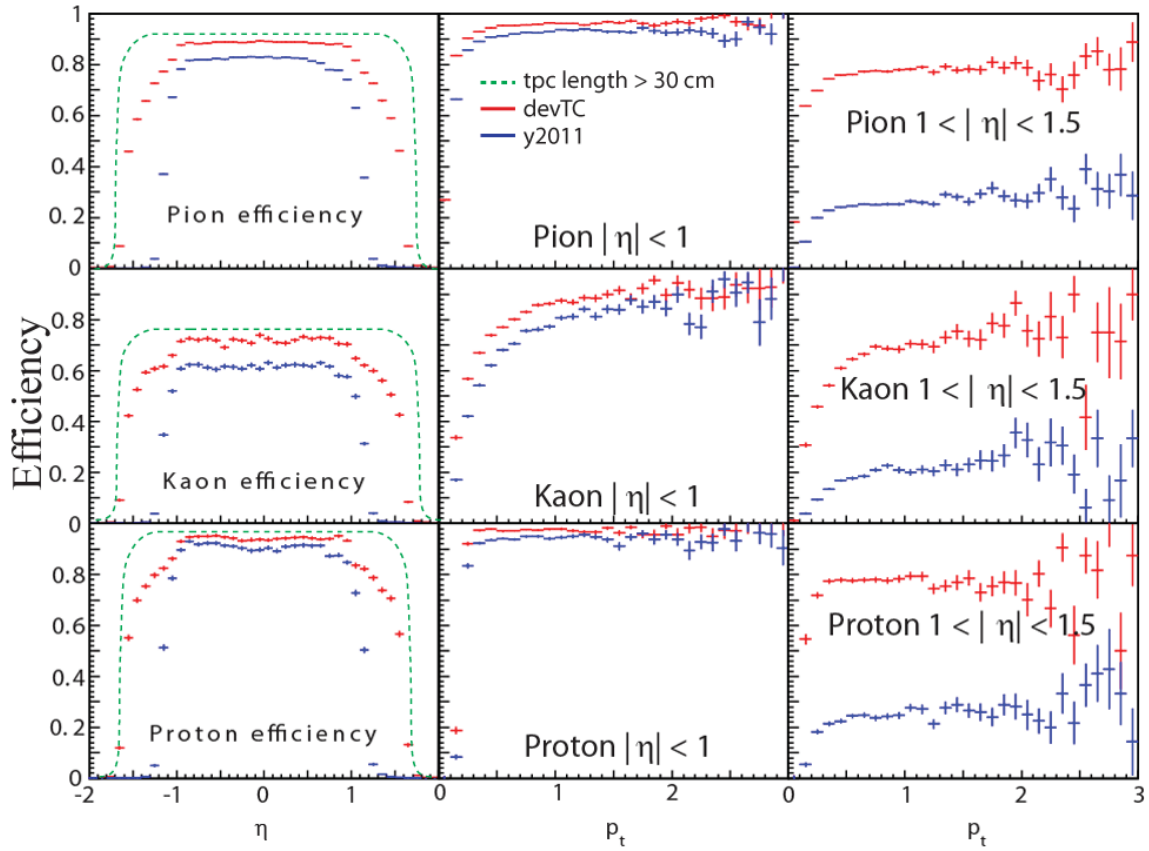 Efficiency
1
0.8
0.6
0.4
0.2
0
Pion efficiency
tpc length > 30 cm
devTC
y2011
Pion | η| < 1
Pion 1 < | η| < 1.5
0.8
0.6
0.4
0.2
0
Kaon efficiency
Kaon | η| < 1
Kaon 1 < | η| < 1.5
0.8
0.6
0.4
0.2
0
Proton efficiency
Proton | η| < 1
Proton 1 < | η| < 1.5
-2 -1 0 1 0 1 2 0 1 2 3
η p_t p_t